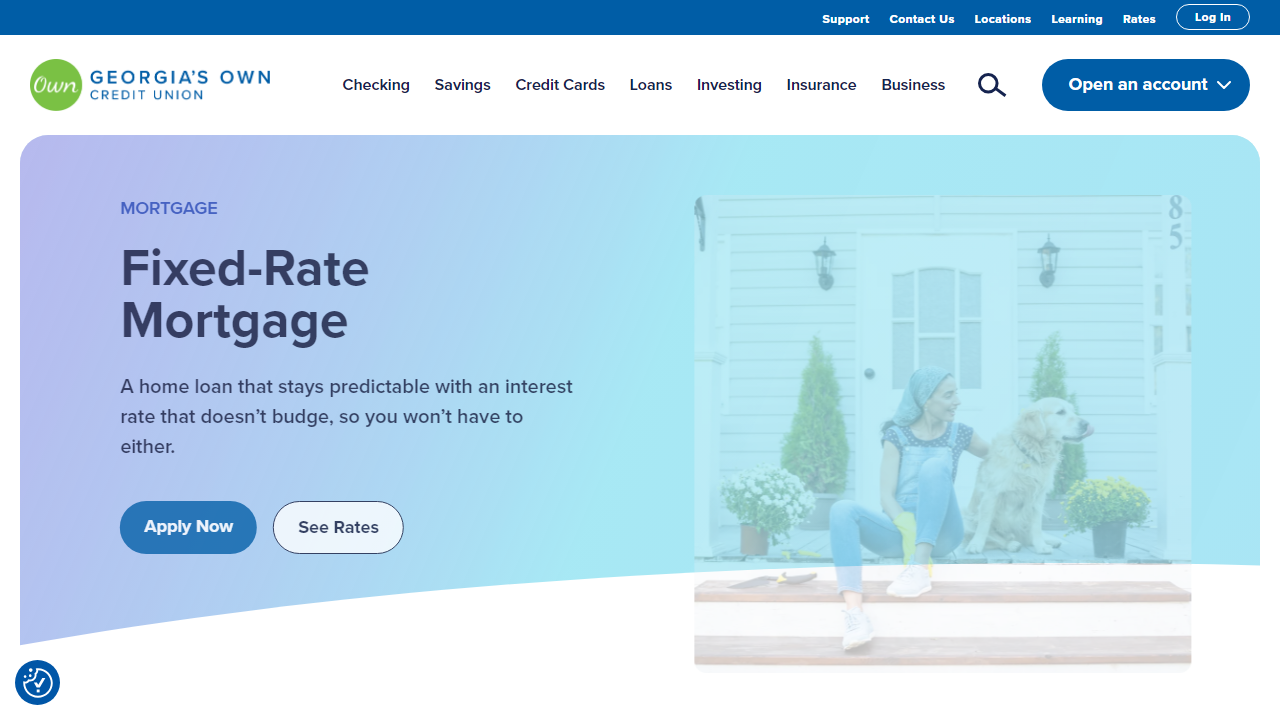 Support Contact Us Locations Learning Rates Log In
Own GEORGIA'S OWN
CREDIT UNION
Checking Savings Credit Cards Loans Investing Insurance Business Open an account
MORTGAGE
Fixed-Rate
Mortgage
A home loan that stays predictable with an interest
rate that doesn’t budge, so you won’t have to
either.
Apply Now See Rates
8
5